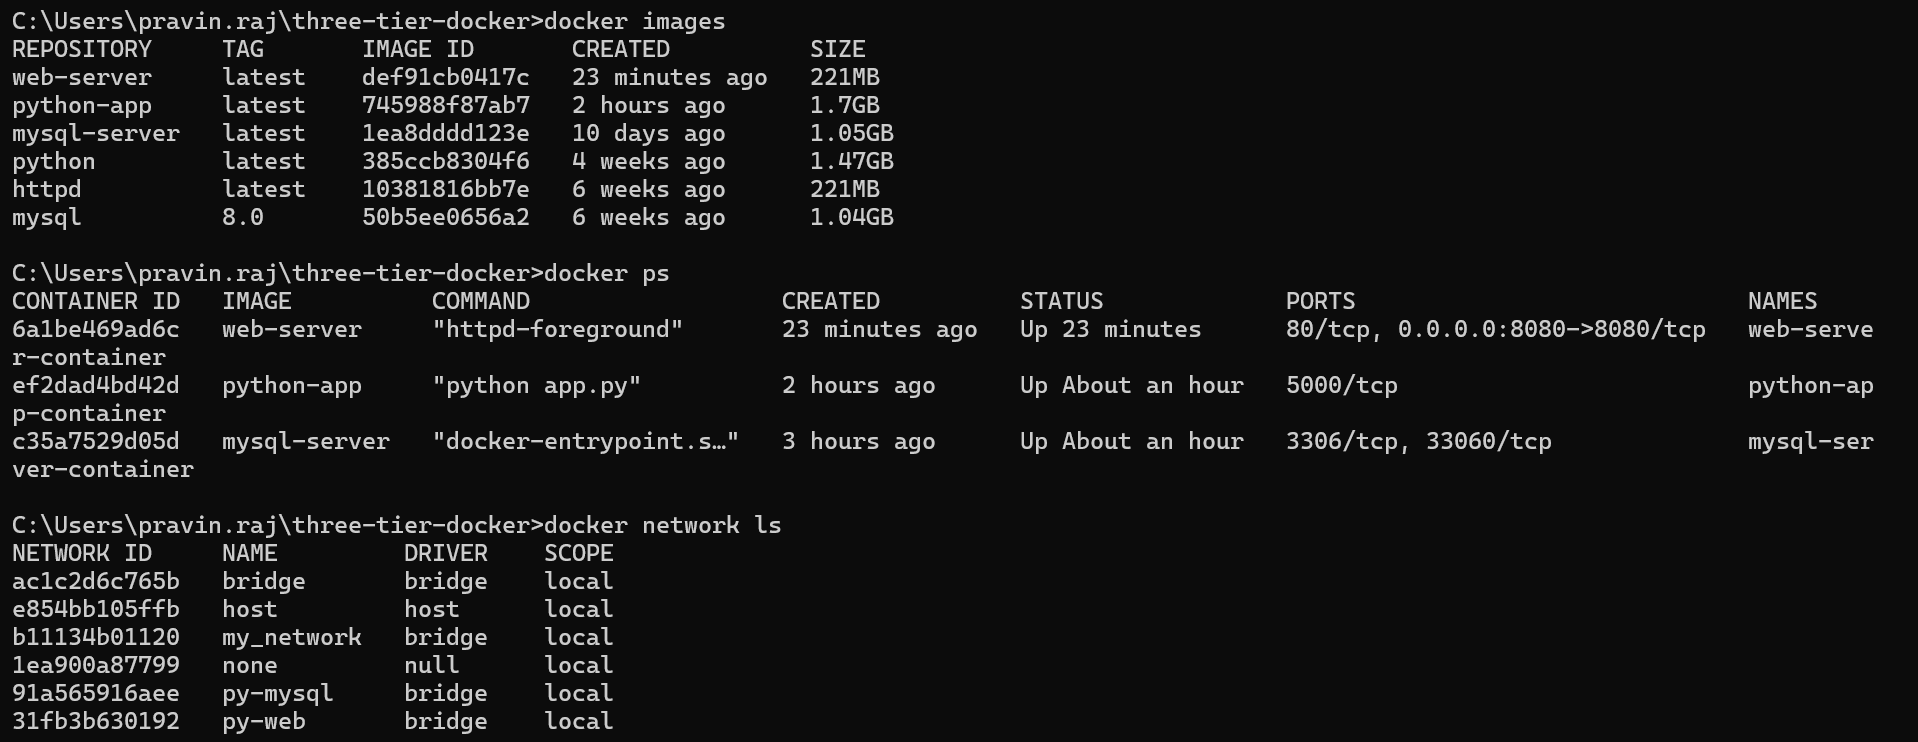 C:\Users\pravin.raj\three-tier-docker>docker images
REPOSITORY     TAG       IMAGE ID       CREATED          SIZE
web-server     latest    def91cb0417c   23 minutes ago   221MB
python-app     latest    745988f87ab7   2 hours ago      1.7GB
mysql-server   latest    1ea8dddd123e   10 days ago      1.05GB
python         latest    385ccb8304f6   4 weeks ago      1.47GB
httpd          latest    10381816bb7e   6 weeks ago      221MB
mysql          8.0       50b5ee0656a2   6 weeks ago      1.04GB

C:\Users\pravin.raj\three-tier-docker>docker ps
CONTAINER ID   IMAGE          COMMAND                  CREATED          STATUS             PORTS                            NAMES
6a1be469ad6c   web-server     "httpd-foreground"       23 minutes ago   Up 23 minutes      80/tcp, 0.0.0.0:8080->8080/tcp   web-serve
r-container
ef2dad4bd42d   python-app     "python app.py"          2 hours ago      Up About an hour   5000/tcp                         python-ap
p-container
c35a7529d05d   mysql-server   "docker-entrypoint.s…"   3 hours ago      Up About an hour   3306/tcp, 33060/tcp              mysql-ser
ver-container

C:\Users\pravin.raj\three-tier-docker>docker network ls
NETWORK ID     NAME         DRIVER    SCOPE
ac1c2d6c765b   bridge       bridge    local
e854bb105ffb   host         host      local
b11134b01120   my_network   bridge    local
1ea900a87799   none         null      local
91a565916aee   py-mysql     bridge    local
31fb3b630192   py-web       bridge    local